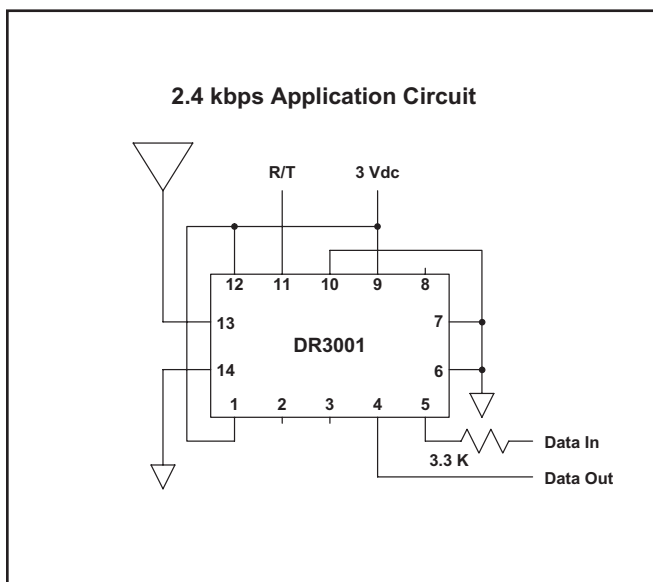 2.4 kbps Application Circuit
R/T 3 Vdc
12 11 10 9 8
13 7
DR3001
14 6
1 2 3 4 5
3.3 K Data In
Data Out